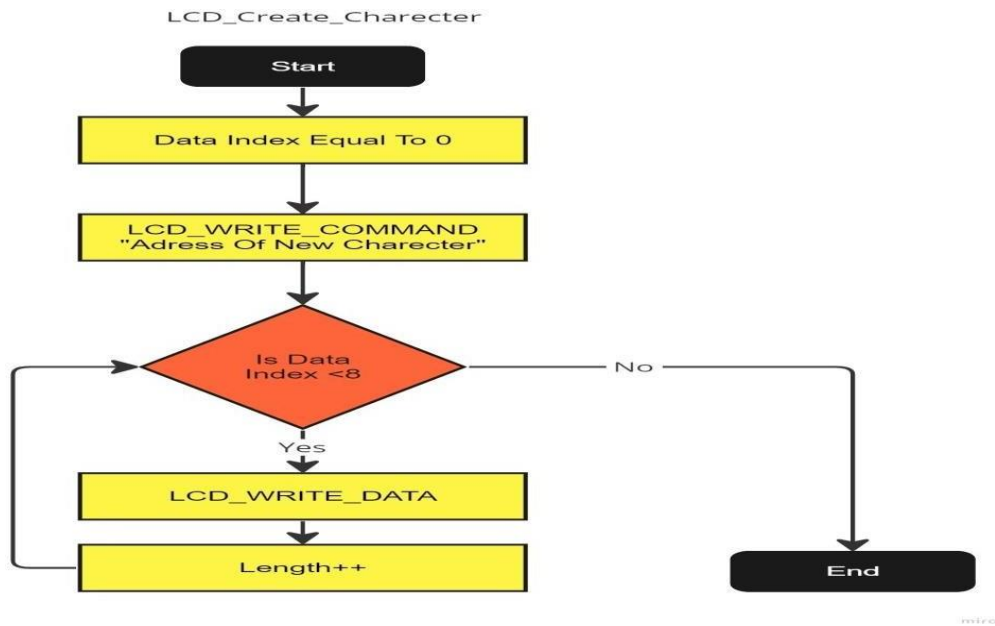 LCD_Create_Charecter
Start
Data Index Equal To 0
LCD_WRITE_COMMAND
"Adress Of New Charecter"
Is Data
Index <8
No
Yes
LCD_WRITE_DATA
Length++
End
miro